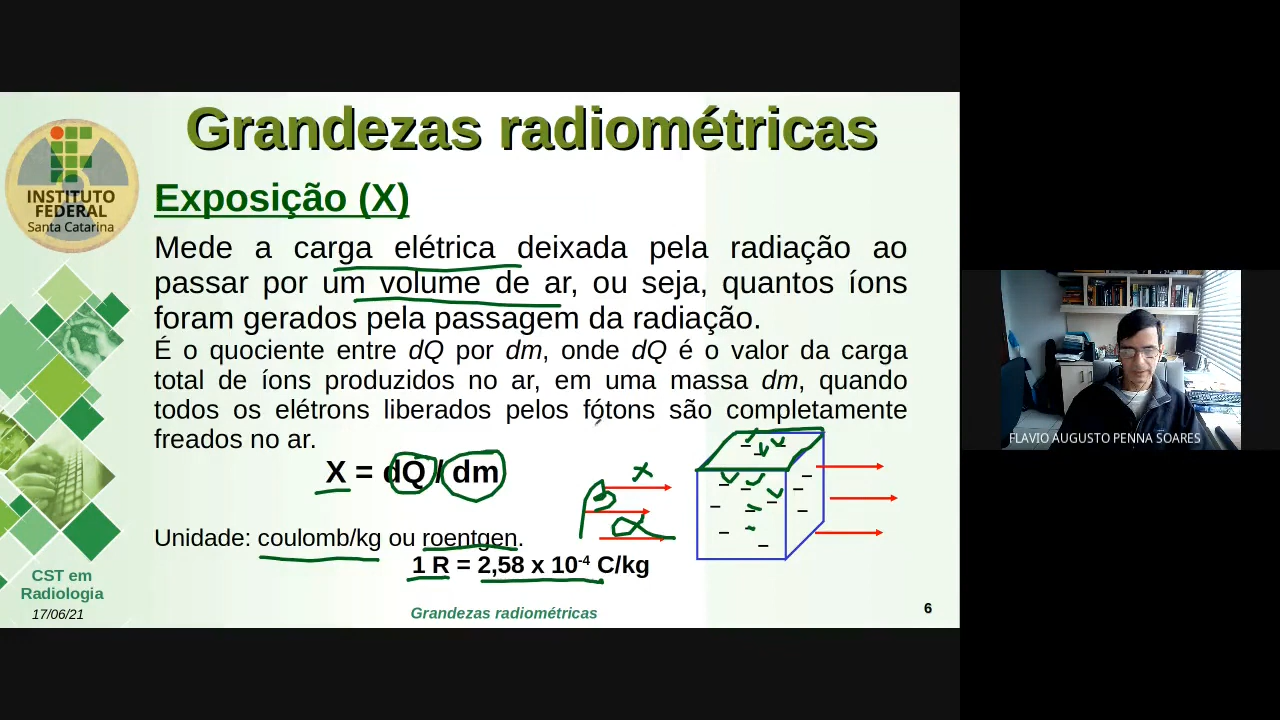 Grandezas radiométricas
INSTITUTO
FEDERAL
Santa Catarina
Exposição (X)
Mede a carga elétrica deixada pela radiação ao
passar por um volume de ar, ou seja, quantos íons
foram gerados pela passagem da radiação.
É o quociente entre dQ por dm, onde dQ é o valor da carga
total de íons produzidos no ar, em uma massa dm, quando
todos os elétrons liberados pelos fótons são completamente
freados no ar.
X = dQ / dm
x
β
α
Unidade: coulomb/kg ou roentgen.
1 R = 2,58 x 10⁻⁴ C/kg
CST em
Radiologia
17/06/21
Grandezas radiométricas
6
FLAVIO AUGUSTO PENNA SOARES